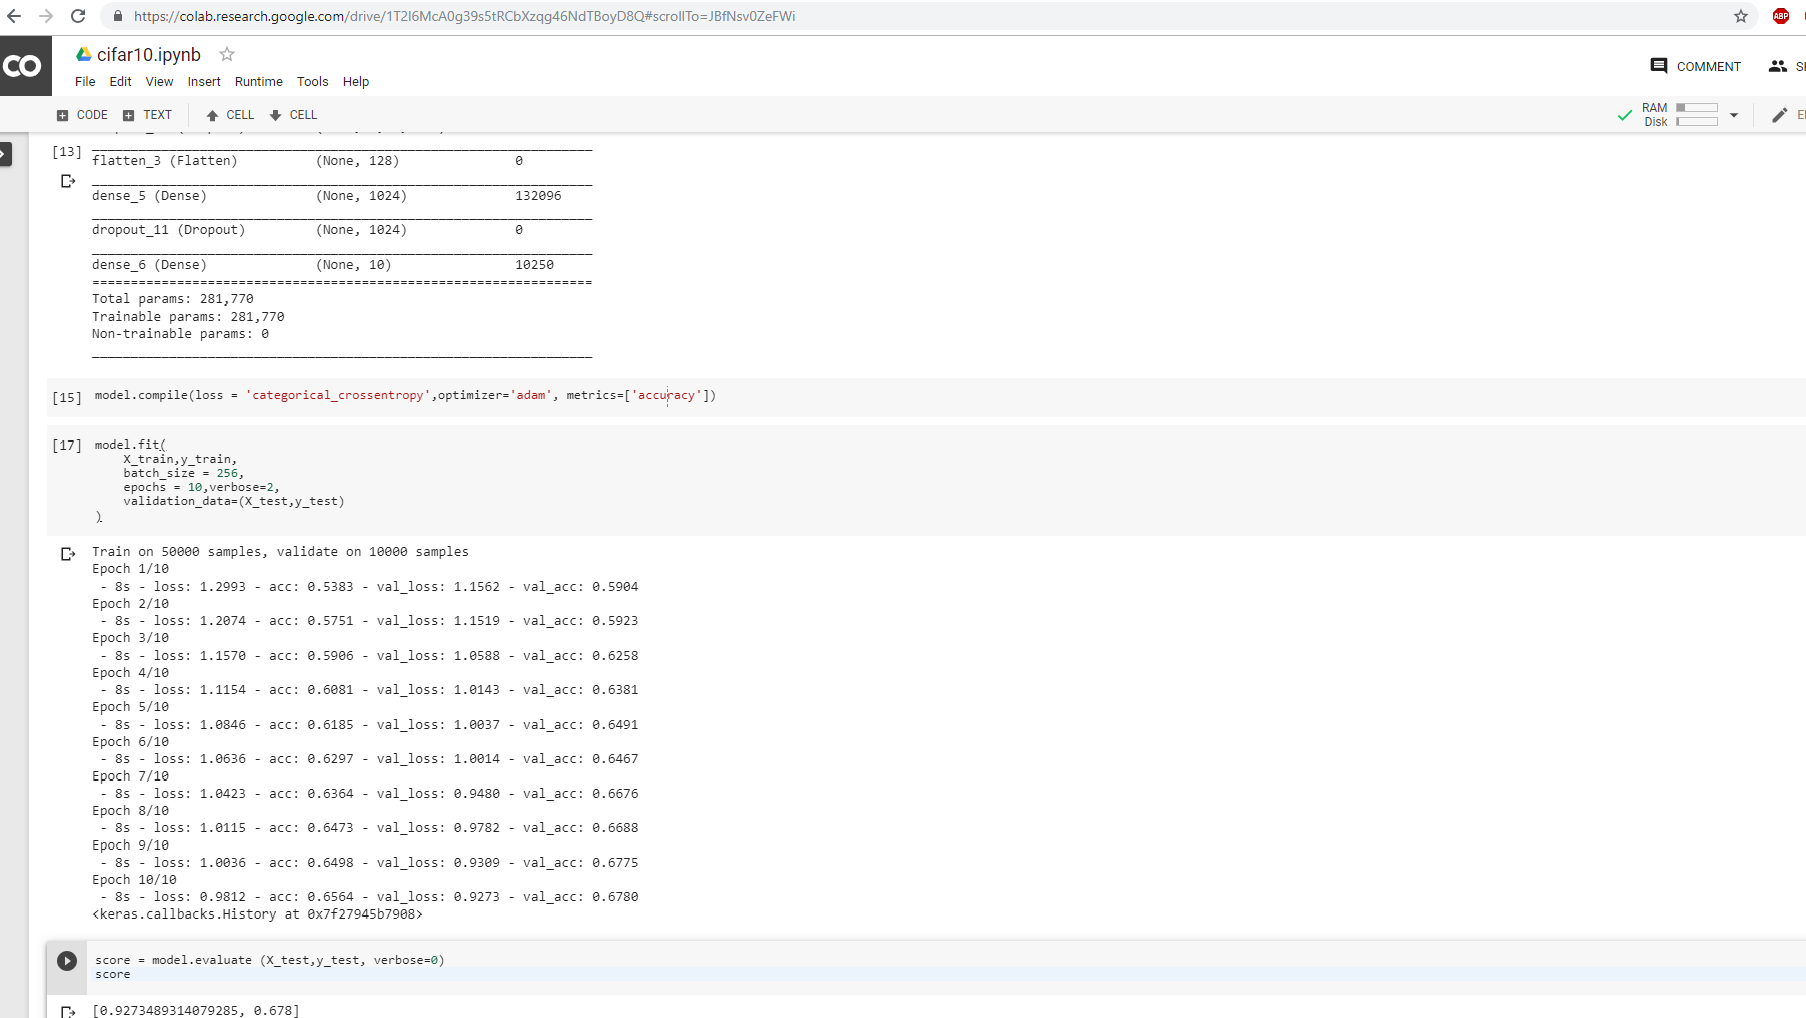 https://colab.research.google.com/drive/1T2I6McA0g39s5tRCbXzqg46NdTBoyD8Q#scrollTo=JBfNsv0ZeFWi
ABP
CO
cifar10.ipynb
File Edit View Insert Runtime Tools Help
COMMENT
CODE TEXT CELL CELL
RAM
Disk
[13]
flatten_3 (Flatten) (None, 128) 0
dense_5 (Dense) (None, 1024) 132096
dropout_11 (Dropout) (None, 1024) 0
dense_6 (Dense) (None, 10) 10250
=================================================================
Total params: 281,770
Trainable params: 281,770
Non-trainable params: 0
[15] model.compile(loss = 'categorical_crossentropy',optimizer='adam', metrics=['accuracy'])
[17] model.fit(
X_train,y_train,
batch_size = 256,
epochs = 10,verbose=2,
validation_data=(X_test,y_test)
)
Train on 50000 samples, validate on 10000 samples
Epoch 1/10
- 8s - loss: 1.2993 - acc: 0.5383 - val_loss: 1.1562 - val_acc: 0.5904
Epoch 2/10
- 8s - loss: 1.2074 - acc: 0.5751 - val_loss: 1.1519 - val_acc: 0.5923
Epoch 3/10
- 8s - loss: 1.1570 - acc: 0.5906 - val_loss: 1.0588 - val_acc: 0.6258
Epoch 4/10
- 8s - loss: 1.1154 - acc: 0.6081 - val_loss: 1.0143 - val_acc: 0.6381
Epoch 5/10
- 8s - loss: 1.0846 - acc: 0.6185 - val_loss: 1.0037 - val_acc: 0.6491
Epoch 6/10
- 8s - loss: 1.0636 - acc: 0.6297 - val_loss: 1.0014 - val_acc: 0.6467
Epoch 7/10
- 8s - loss: 1.0423 - acc: 0.6364 - val_loss: 0.9480 - val_acc: 0.6676
Epoch 8/10
- 8s - loss: 1.0115 - acc: 0.6473 - val_loss: 0.9782 - val_acc: 0.6688
Epoch 9/10
- 8s - loss: 1.0036 - acc: 0.6498 - val_loss: 0.9309 - val_acc: 0.6775
Epoch 10/10
- 8s - loss: 0.9812 - acc: 0.6564 - val_loss: 0.9273 - val_acc: 0.6780
<keras.callbacks.History at 0x7f27945b7908>
score = model.evaluate (X_test,y_test, verbose=0)
score
[0.9273489314079285, 0.678]